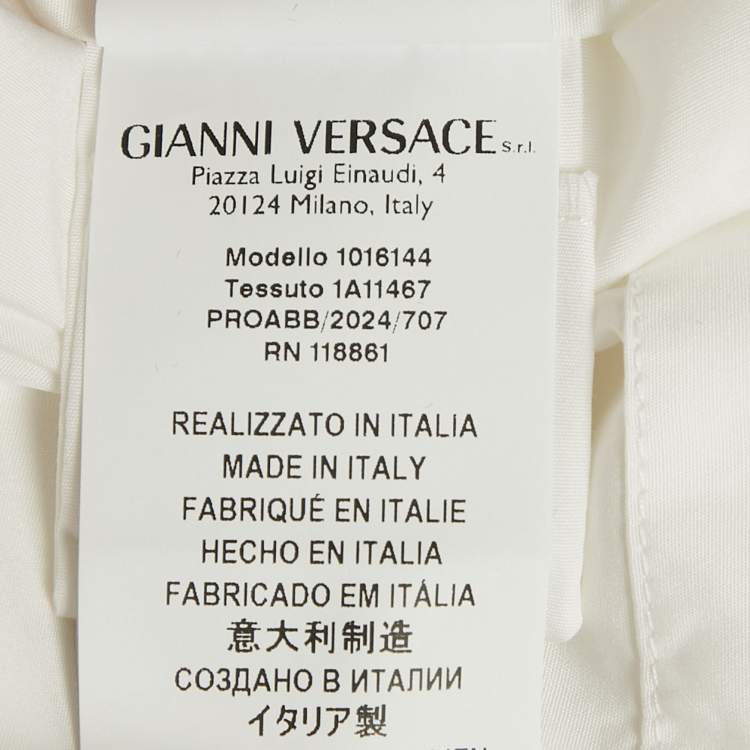 GIANNI VERSACE S.r.l.
Piazza Luigi Einaudi, 4
20124 Milano, Italy
Modello 1016144
Tessuto 1A11467
PROABB/2024/707
RN 118861
REALIZZATO IN ITALIA
MADE IN ITALY
FABRIQUÉ EN ITALIE
HECHO EN ITALIA
FABRICADO EM ITÁLIA
意大利制造
СОЗДАНО В ИТАЛИИ
イタリア製